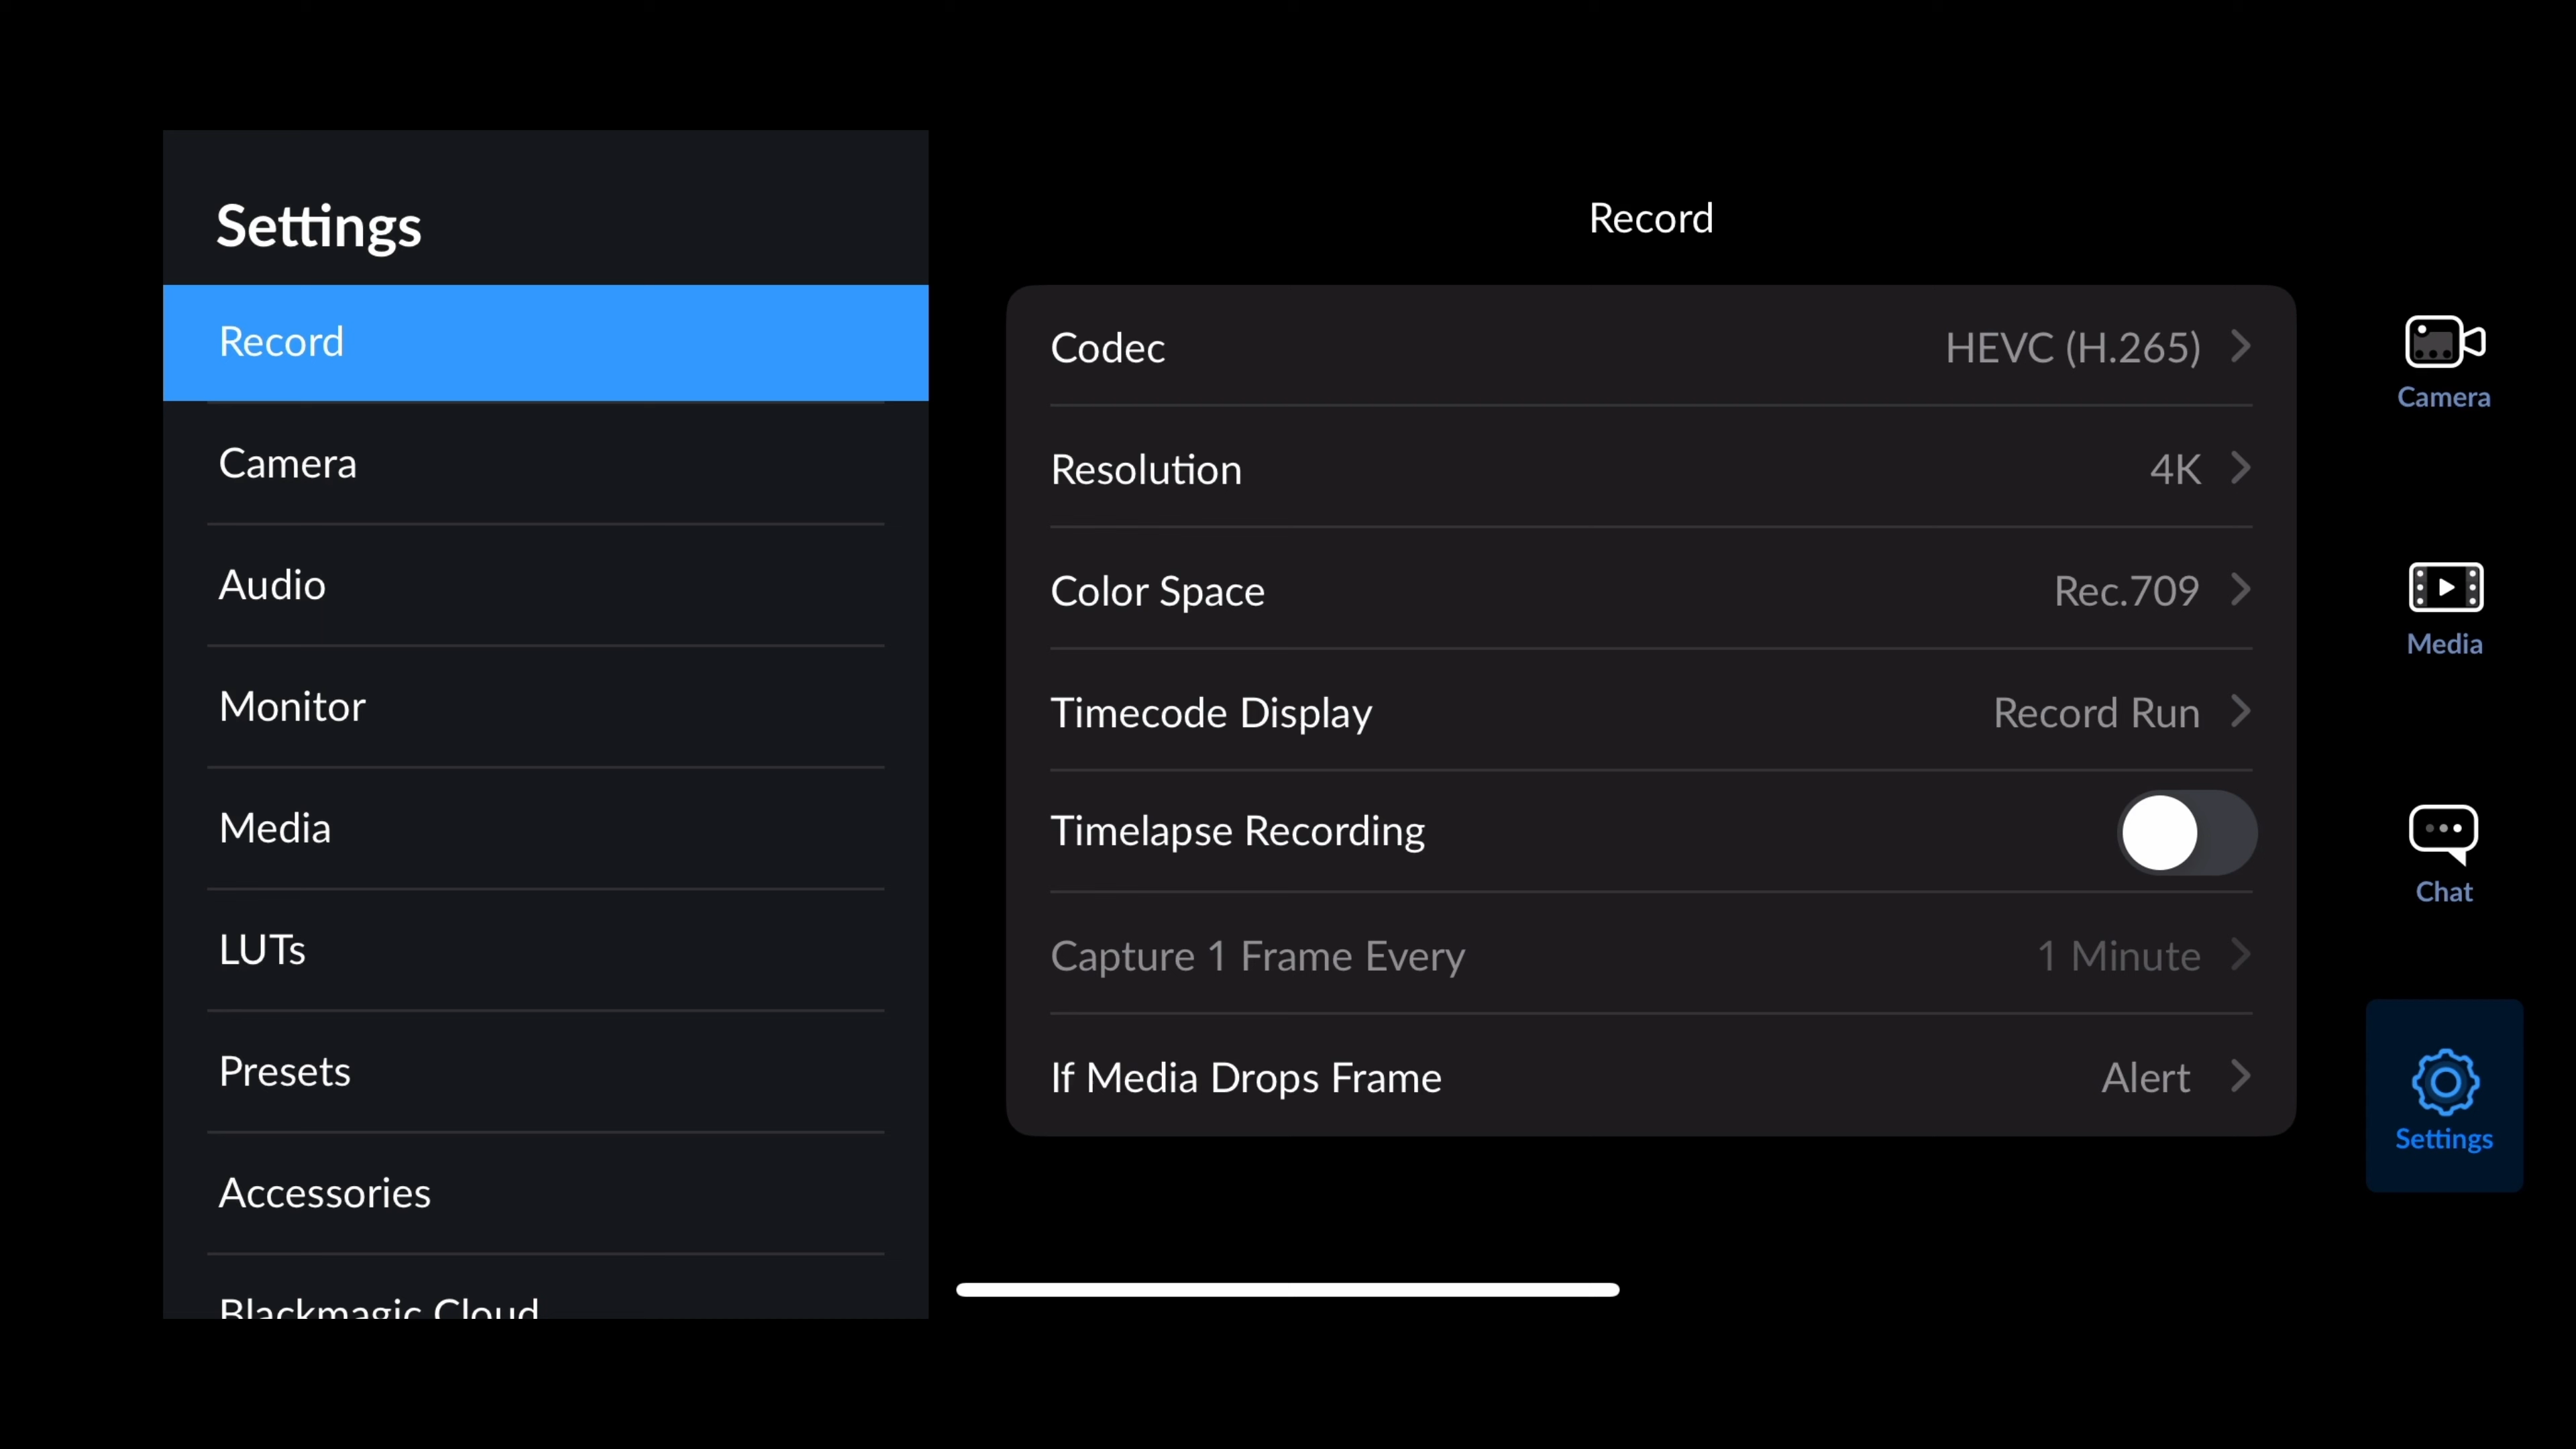 Settings
Record
Camera
Audio
Monitor
Media
LUTs
Presets
Accessories
Blackmagic Cloud
Record
Codec HEVC (H.265)
Resolution 4K
Color Space Rec.709
Timecode Display Record Run
Timelapse Recording
Capture 1 Frame Every 1 Minute
If Media Drops Frame Alert
Camera
Media
Chat
Settings